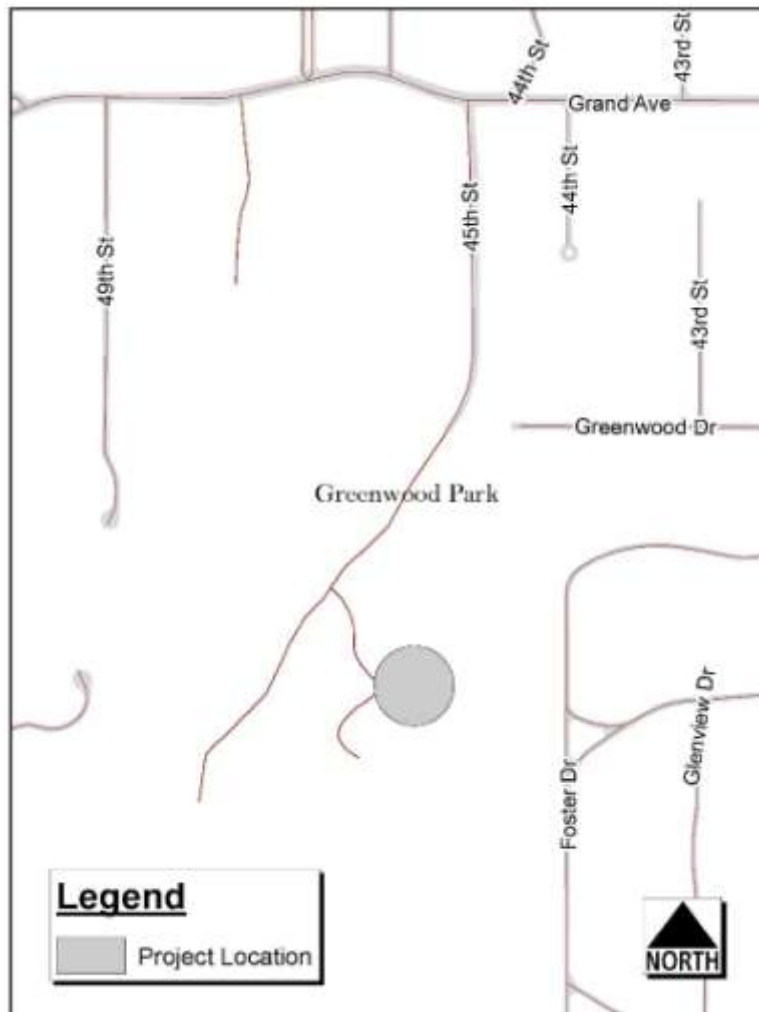 44th St
43rd St
Grand Ave
49th St
45th St
44th St
43rd St
Greenwood Dr
Greenwood Park
Glenview Dr
Foster Dr
Legend
Project Location
NORTH